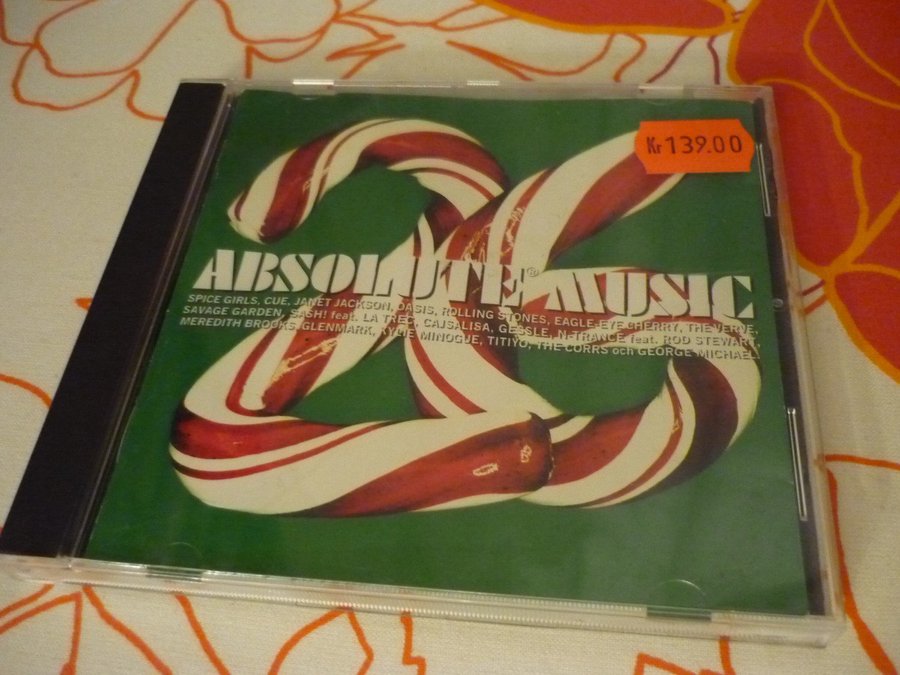 Kr 139.00
ABSOLUTE® MUSIC
SPICE GIRLS, CUE, JANET JACKSON, OASIS, ROLLING STONES, EAGLE-EYE CHERRY, THE VERVE,
SAVAGE GARDEN, SASH! feat. LA TREC, CAJSALISA, GESSLE, N-TRANCE feat. ROD STEWART,
MEREDITH BROOKS, GLENMARK, KYLIE MINOGUE, TITIYO, THE CORRS och GEORGE MICHAEL.
26